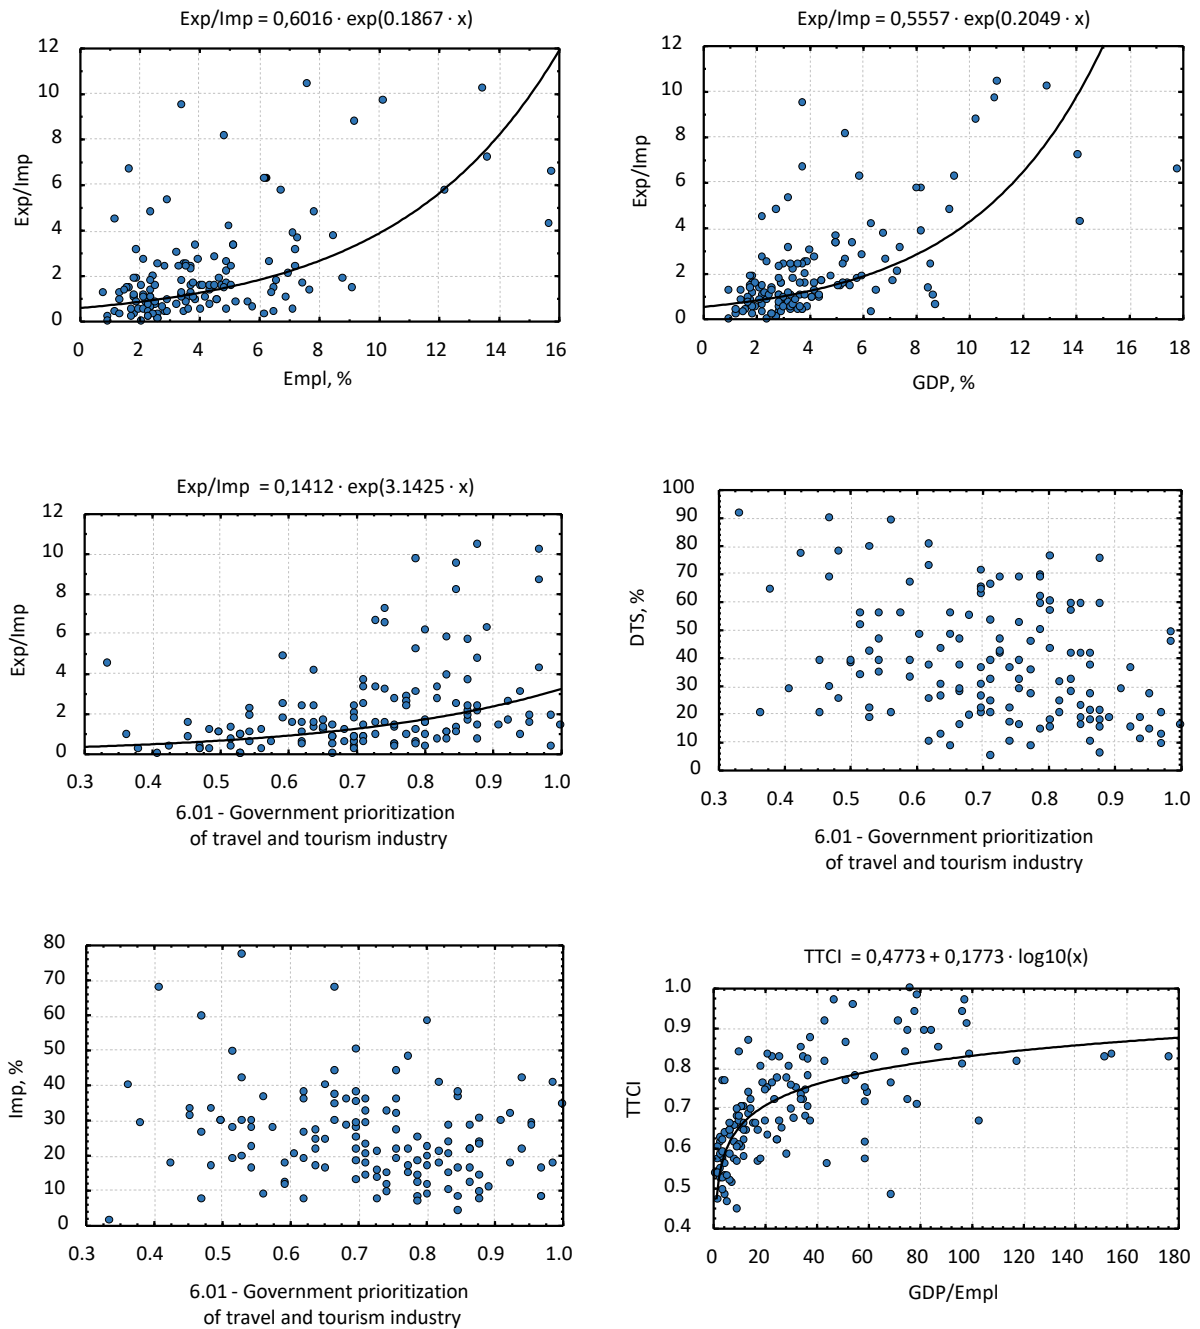 Exp/Imp = 0,6016 · exp(0.1867 · x)
12
10
8
6
4
2
0
Exp/Imp
0 2 4 6 8 10 12 14 16
Empl, %
Exp/Imp = 0,5557 · exp(0.2049 · x)
12
10
8
6
4
2
0
Exp/Imp
0 2 4 6 8 10 12 14 16 18
GDP, %
Exp/Imp = 0,1412 · exp(3.1425 · x)
12
10
8
6
4
2
0
Exp/Imp
0.3 0.4 0.5 0.6 0.7 0.8 0.9 1.0
6.01 - Government prioritization
of travel and tourism industry
100
90
80
70
60
50
40
30
20
10
0
DTS, %
0.3 0.4 0.5 0.6 0.7 0.8 0.9 1.0
6.01 - Government prioritization
of travel and tourism industry
80
70
60
50
40
30
20
10
0
Imp, %
0.3 0.4 0.5 0.6 0.7 0.8 0.9 1.0
6.01 - Government prioritization
of travel and tourism industry
TTCI = 0,4773 + 0,1773 · log10(x)
1.0
0.9
0.8
0.7
0.6
0.5
0.4
TTCI
0 20 40 60 80 100 120 140 160 180
GDP/Empl